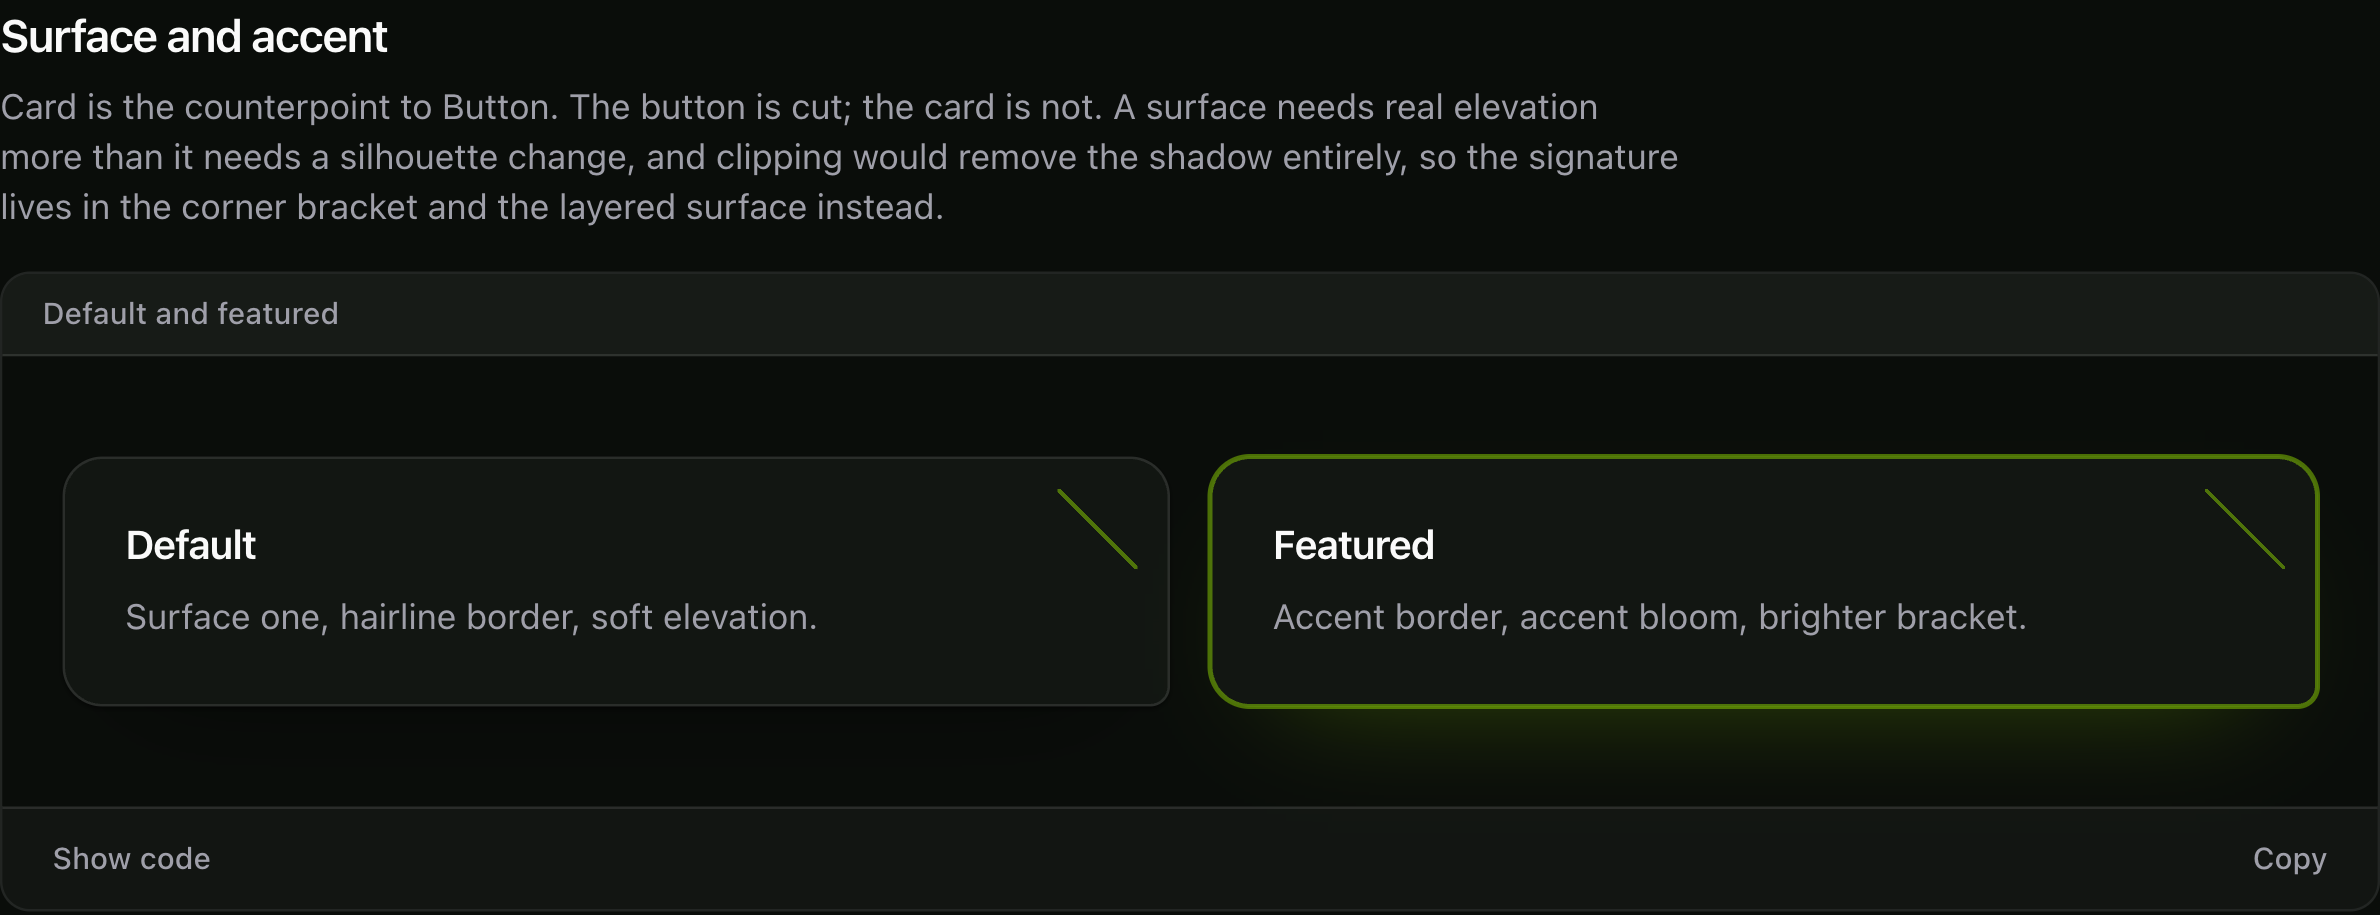 Surface and accent
Card is the counterpoint to Button. The button is cut; the card is not. A surface needs real elevation
more than it needs a silhouette change, and clipping would remove the shadow entirely, so the signature
lives in the corner bracket and the layered surface instead.
Default and featured
Default
Surface one, hairline border, soft elevation.
Featured
Accent border, accent bloom, brighter bracket.
Show code
Copy